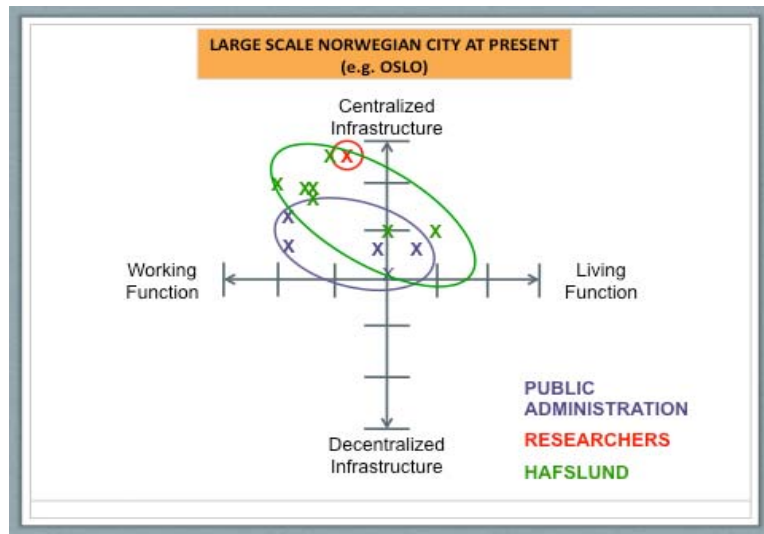 LARGE SCALE NORWEGIAN CITY AT PRESENT
(e.g. OSLO)
Centralized
Infrastructure
X X
X X X
X
X
X X
X
X X
X
Working
Function
Living
Function
PUBLIC
ADMINISTRATION
RESEARCHERS
HAFSLUND
Decentralized
Infrastructure